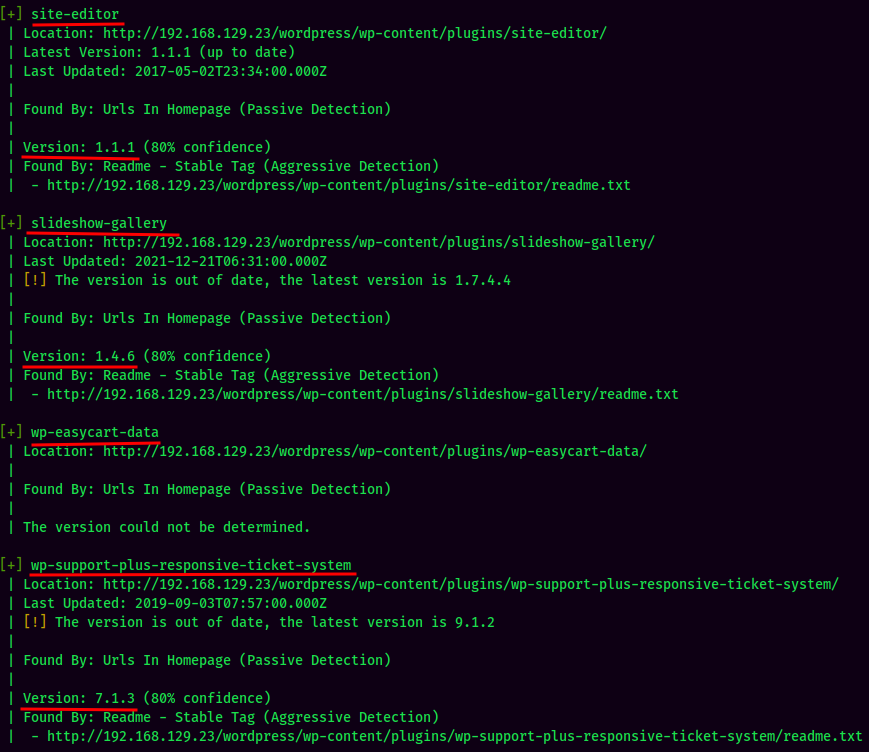 [+] site-editor
| Location: http://192.168.129.23/wordpress/wp-content/plugins/site-editor/
| Latest Version: 1.1.1 (up to date)
| Last Updated: 2017-05-02T23:34:00.000Z
|
| Found By: Urls In Homepage (Passive Detection)
|
| Version: 1.1.1 (80% confidence)
| Found By: Readme - Stable Tag (Aggressive Detection)
|  - http://192.168.129.23/wordpress/wp-content/plugins/site-editor/readme.txt
[+] slideshow-gallery
| Location: http://192.168.129.23/wordpress/wp-content/plugins/slideshow-gallery/
| Last Updated: 2021-12-21T06:31:00.000Z
| [!] The version is out of date, the latest version is 1.7.4.4
|
| Found By: Urls In Homepage (Passive Detection)
|
| Version: 1.4.6 (80% confidence)
| Found By: Readme - Stable Tag (Aggressive Detection)
|  - http://192.168.129.23/wordpress/wp-content/plugins/slideshow-gallery/readme.txt
[+] wp-easycart-data
| Location: http://192.168.129.23/wordpress/wp-content/plugins/wp-easycart-data/
|
| Found By: Urls In Homepage (Passive Detection)
|
| The version could not be determined.
[+] wp-support-plus-responsive-ticket-system
| Location: http://192.168.129.23/wordpress/wp-content/plugins/wp-support-plus-responsive-ticket-system/
| Last Updated: 2019-09-03T07:57:00.000Z
| [!] The version is out of date, the latest version is 9.1.2
|
| Found By: Urls In Homepage (Passive Detection)
|
| Version: 7.1.3 (80% confidence)
| Found By: Readme - Stable Tag (Aggressive Detection)
|  - http://192.168.129.23/wordpress/wp-content/plugins/wp-support-plus-responsive-ticket-system/readme.txt